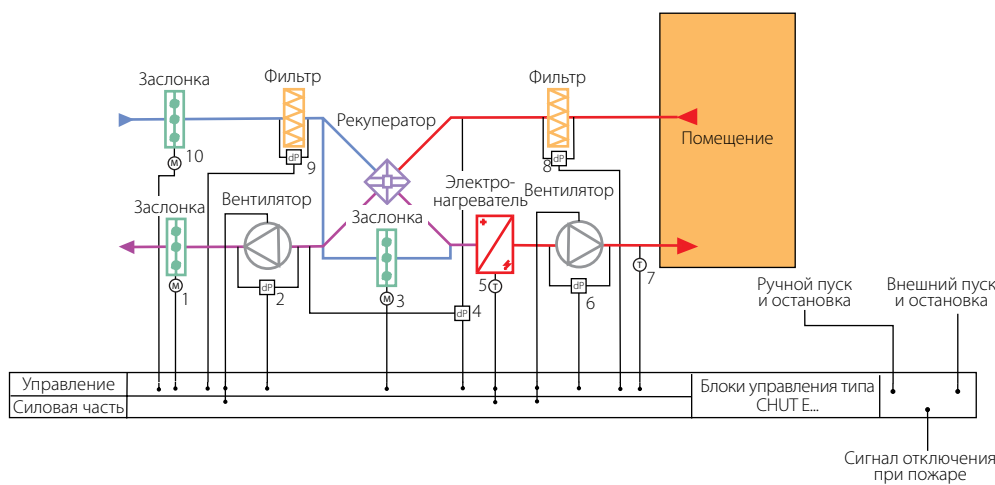 Заслонка
Фильтр
Рекуператор
Фильтр
Помещение
M
10
dP
9
dP
8
Электро-
нагреватель
Вентилятор
Заслонка
Вентилятор
Заслонка
M
1
dP
2
M
3
dP
4
5
T
dP
6
T
7
Ручной пуск
и остановка
Внешний пуск
и остановка
Управление
Силовая часть
Блоки управления типа
CHUT E...
Сигнал отключения
при пожаре